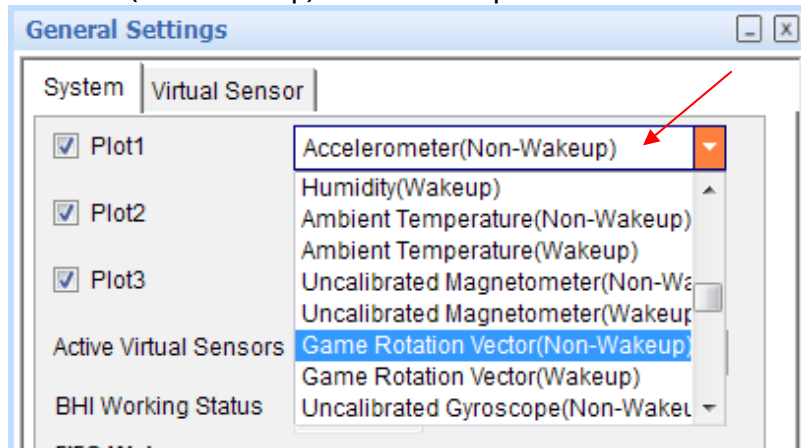 General Settings
System Virtual Sensor
Plot1 Accelerometer(Non-Wakeup)
Humidity(Wakeup)
Plot2 Ambient Temperature(Non-Wakeup)
Ambient Temperature(Wakeup)
Plot3 Uncalibrated Magnetometer(Non-Wa
Uncalibrated Magnetometer(Wakeup
Active Virtual Sensors Game Rotation Vector(Non-Wakeup)
Game Rotation Vector(Wakeup)
BHI Working Status Uncalibrated Gyroscope(Non-Wakeu